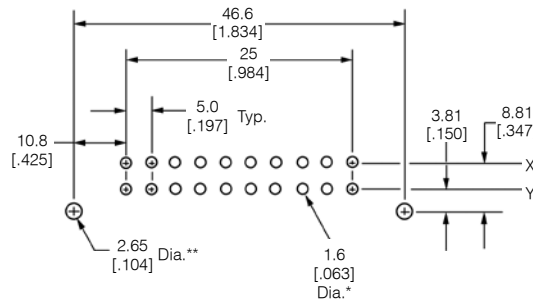 46.6
[1.834]
25
[.984]
5.0
[.197] Typ.
10.8
[.425]
3.81
[.150]
8.81
[.347]
X
Y
2.65
[.104] Dia.**
1.6
[.063]
Dia.*